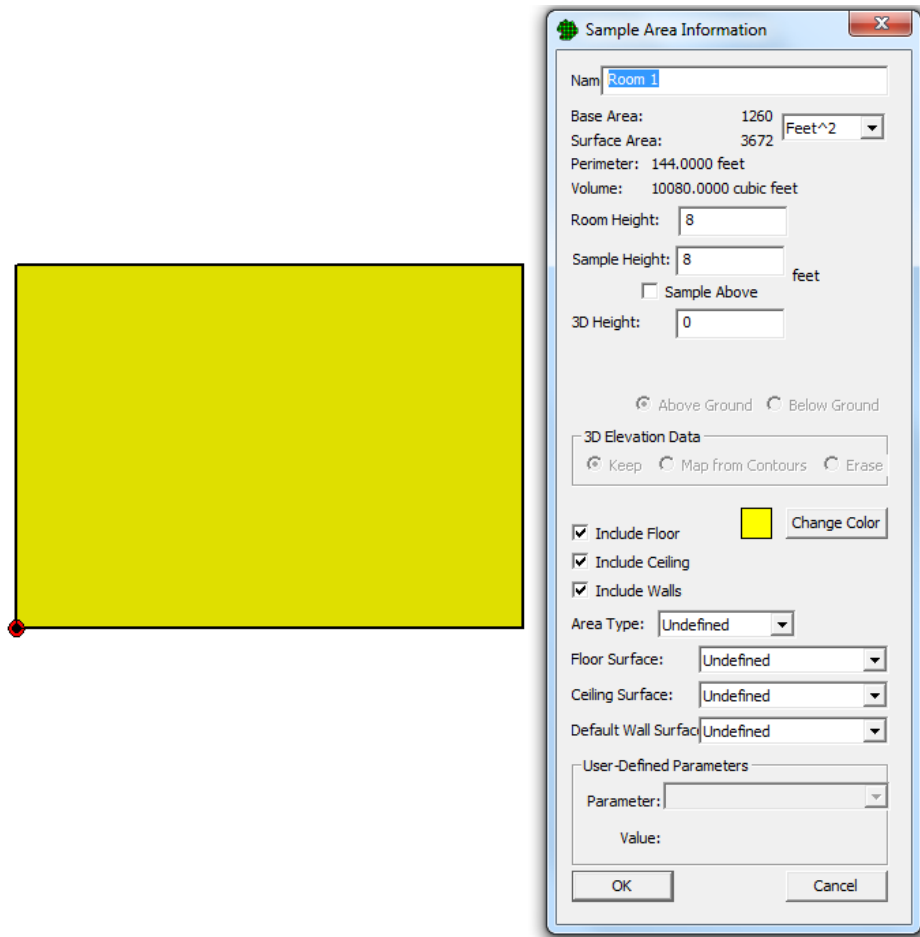 Sample Area Information
Nam Room 1
Base Area: 1260
Feet^2
Surface Area: 3672
Perimeter: 144.0000 feet
Volume: 10080.0000 cubic feet
Room Height: 8
Sample Height: 8
feet
Sample Above
3D Height: 0
Above Ground Below Ground
3D Elevation Data
Keep Map from Contours Erase
Change Color
Include Floor
Include Ceiling
Include Walls
Area Type: Undefined
Floor Surface: Undefined
Ceiling Surface: Undefined
Default Wall Surfac Undefined
User-Defined Parameters
Parameter:
Value:
OK Cancel